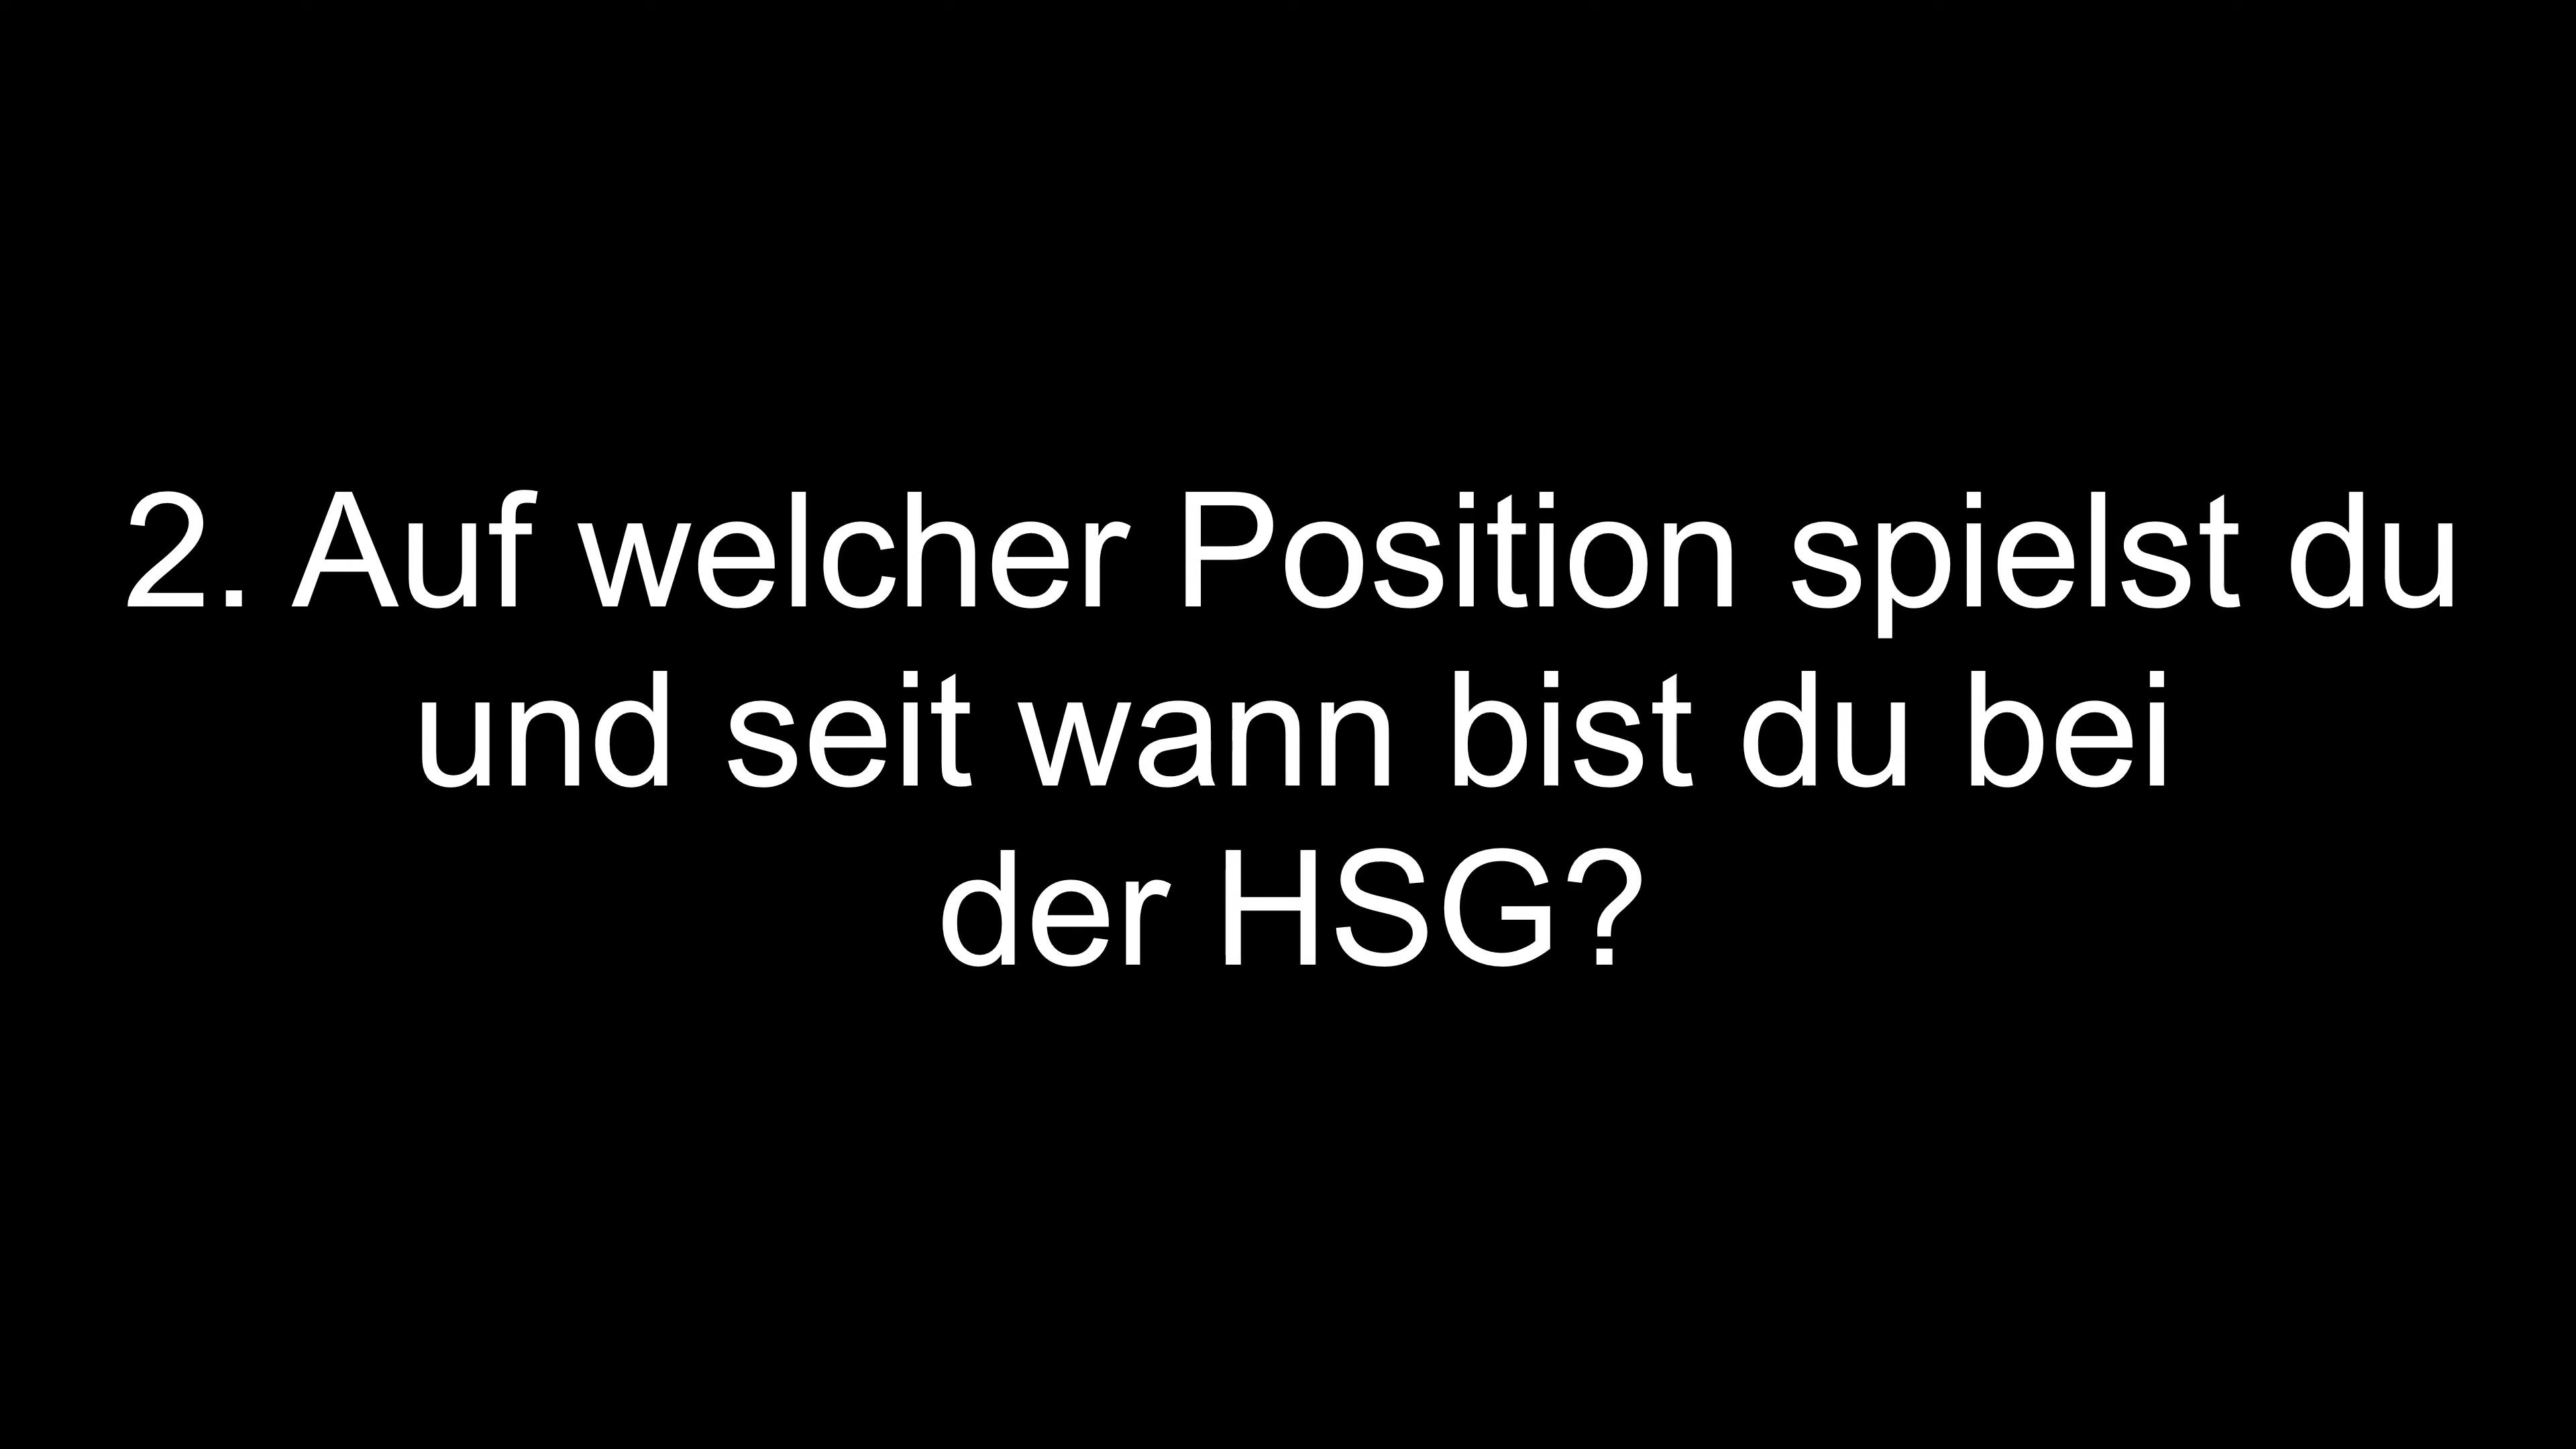 2. Auf welcher Position spielst du
und seit wann bist du bei
der HSG?